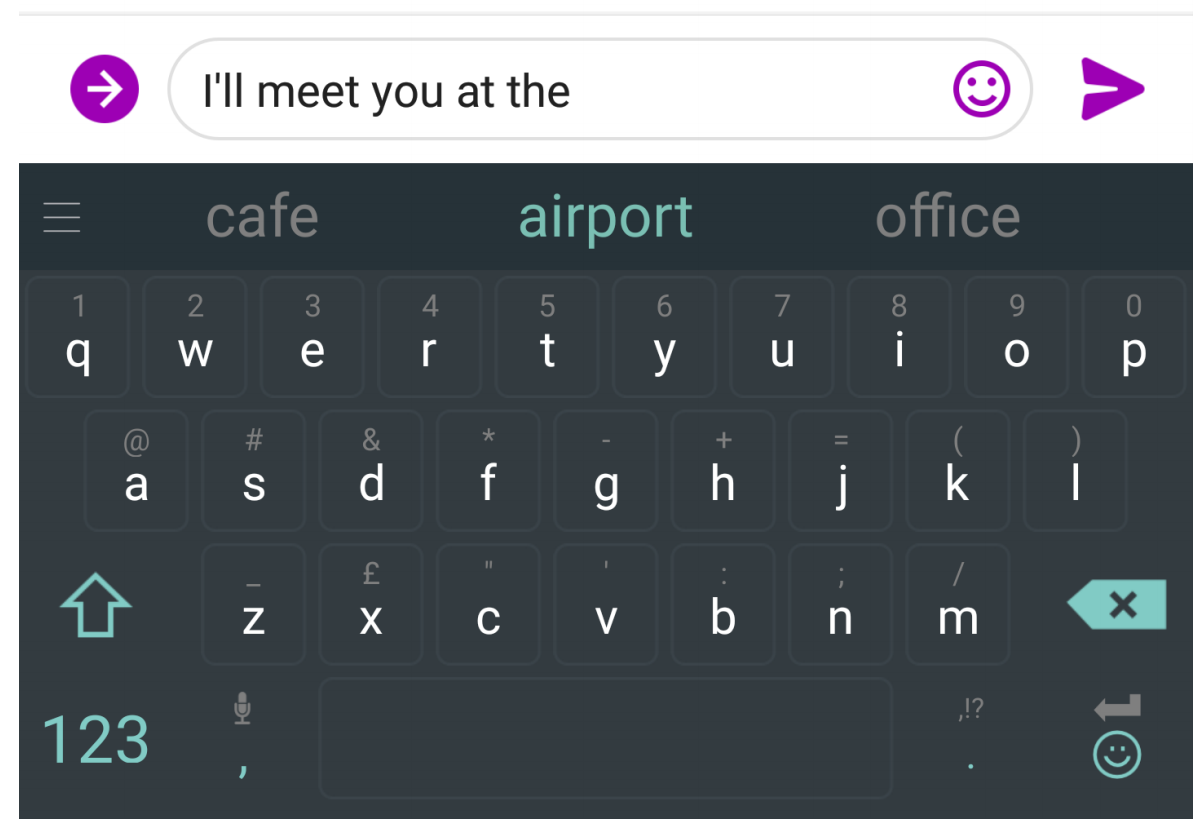 I'll meet you at the
cafe airport office
1 2 3 4 5 6 7 8 9 0
q w e r t y u i o p
@ # & * - + = ( )
a s d f g h j k l
_ £ " ' : ; /
z x c v b n m
123 , ,!? .